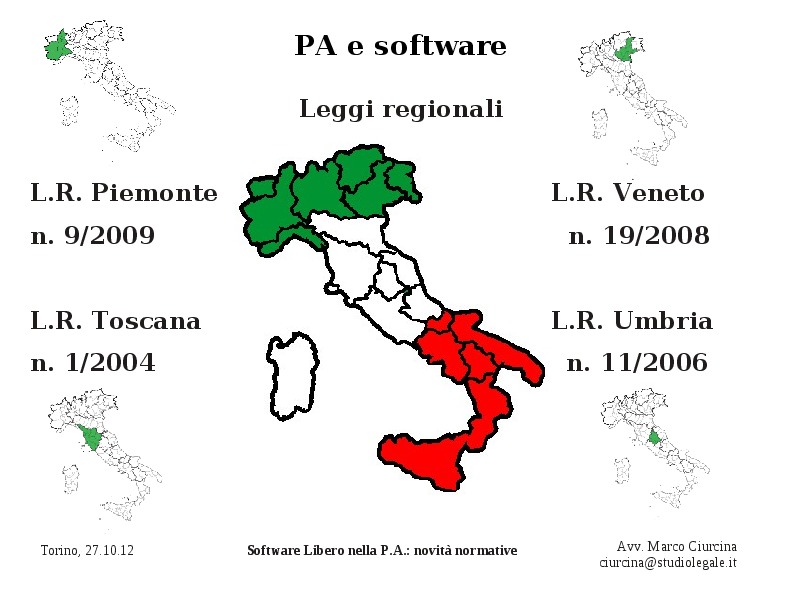 PA e software
Leggi regionali
L.R. Piemonte
n. 9/2009
L.R. Veneto
n. 19/2008
L.R. Toscana
n. 1/2004
L.R. Umbria
n. 11/2006
Torino, 27.10.12
Software Libero nella P.A.: novità normative
Avv. Marco Ciurcina
ciurcina@studiolegale.it